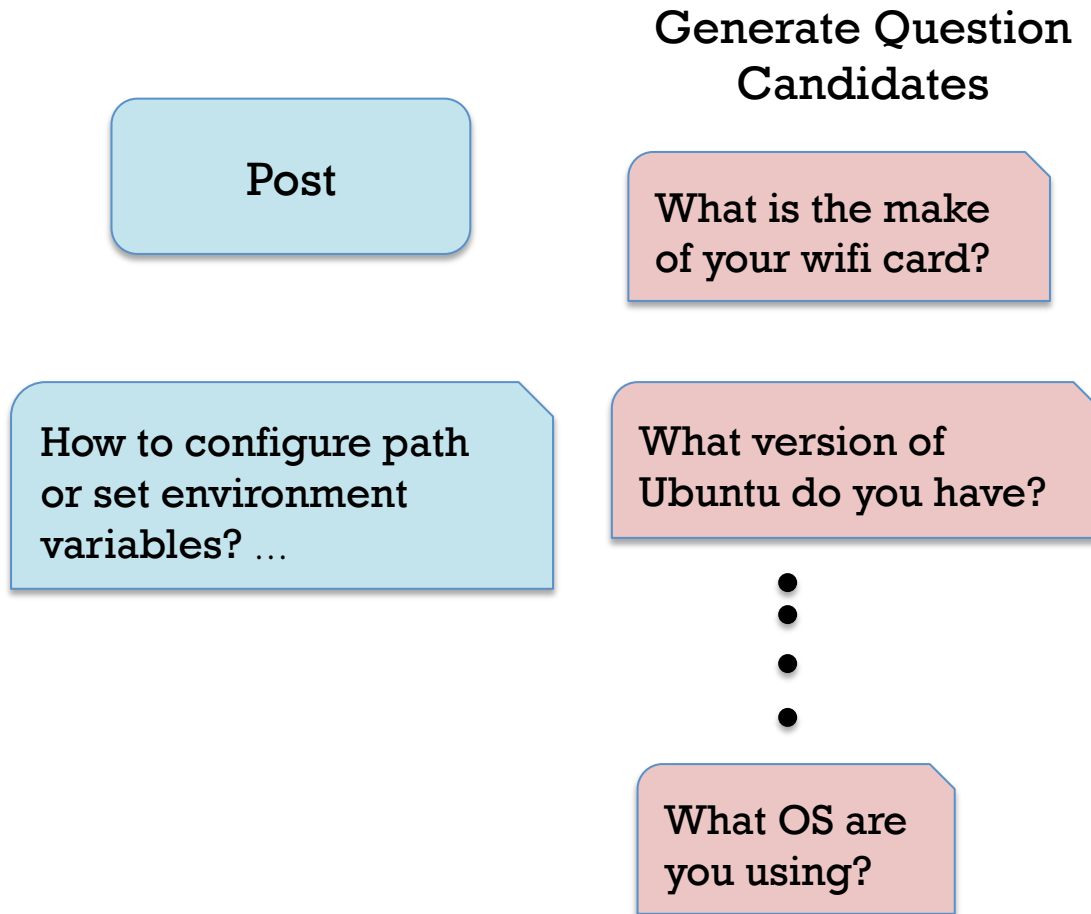 Generate Question
Candidates
Post
What is the make
of your wifi card?
How to configure path
or set environment
variables? ...
What version of
Ubuntu do you have?
What OS are
you using?